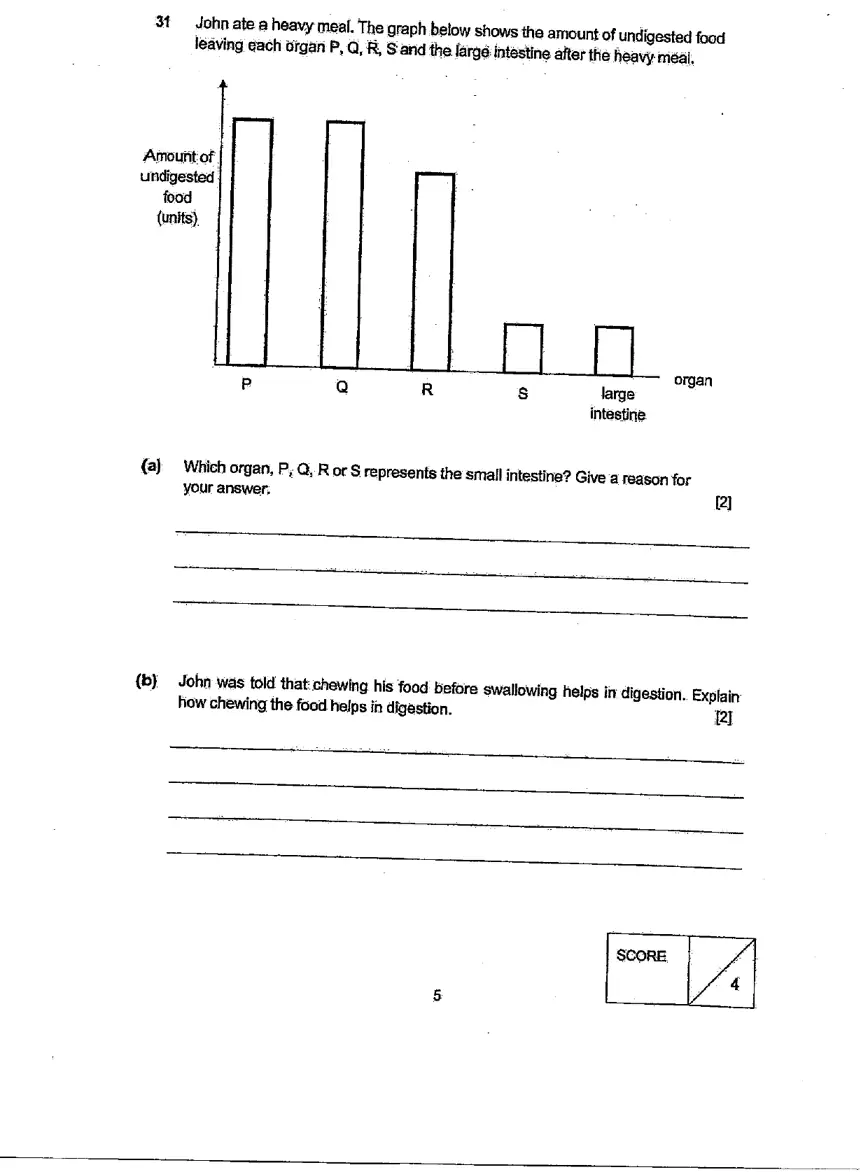 31 John ate a heavy meal. The graph below shows the amount of undigested food
leaving each organ P, Q, R, S and the large intestine after the heavy meal.
Amount of
undigested
food
(units)
P Q R S large
intestine
organ
(a) Which organ, P, Q, R or S represents the small intestine? Give a reason for
your answer. [2]
(b) John was told that chewing his food before swallowing helps in digestion. Explain
how chewing the food helps in digestion. [2]
SCORE
4
5